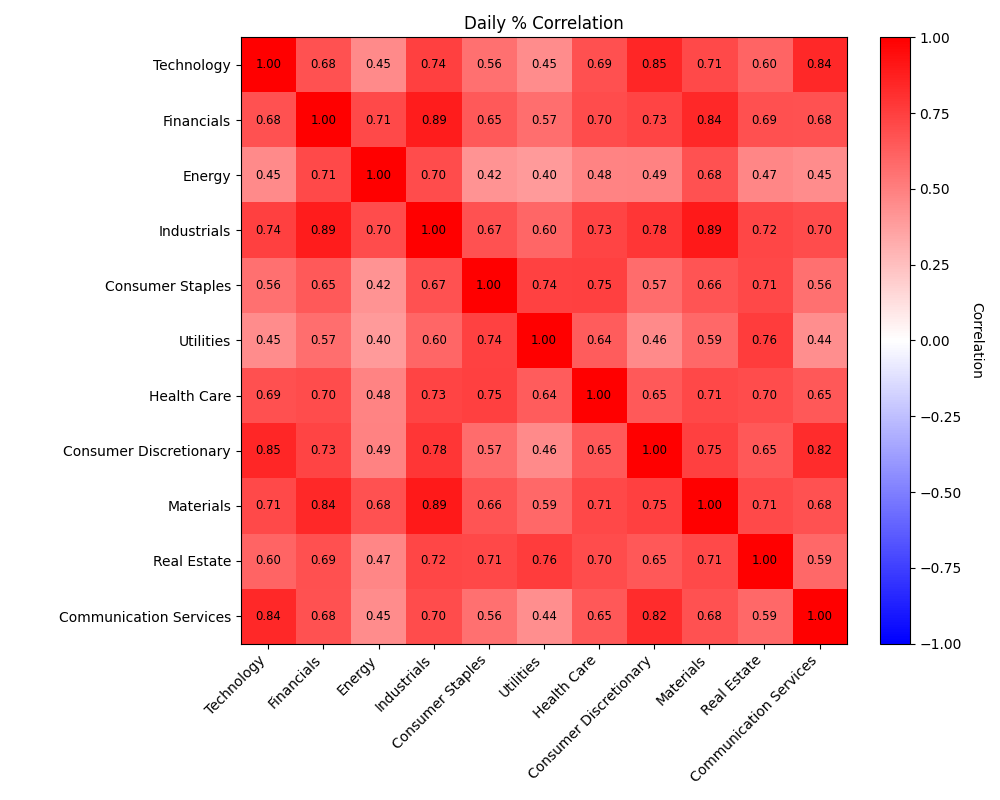 Daily % Correlation
Technology 1.00 0.68 0.45 0.74 0.56 0.45 0.69 0.85 0.71 0.60 0.84
Financials 0.68 1.00 0.71 0.89 0.65 0.57 0.70 0.73 0.84 0.69 0.68
Energy 0.45 0.71 1.00 0.70 0.42 0.40 0.48 0.49 0.68 0.47 0.45
Industrials 0.74 0.89 0.70 1.00 0.67 0.60 0.73 0.78 0.89 0.72 0.70
Consumer Staples 0.56 0.65 0.42 0.67 1.00 0.74 0.75 0.57 0.66 0.71 0.56
Utilities 0.45 0.57 0.40 0.60 0.74 1.00 0.64 0.46 0.59 0.76 0.44
Health Care 0.69 0.70 0.48 0.73 0.75 0.64 1.00 0.65 0.71 0.70 0.65
Consumer Discretionary 0.85 0.73 0.49 0.78 0.57 0.46 0.65 1.00 0.75 0.65 0.82
Materials 0.71 0.84 0.68 0.89 0.66 0.59 0.71 0.75 1.00 0.71 0.68
Real Estate 0.60 0.69 0.47 0.72 0.71 0.76 0.70 0.65 0.71 1.00 0.59
Communication Services 0.84 0.68 0.45 0.70 0.56 0.44 0.65 0.82 0.68 0.59 1.00
Technology
Financials
Energy
Industrials
Consumer Staples
Utilities
Health Care
Consumer Discretionary
Materials
Real Estate
Communication Services
1.00
0.75
0.50
0.25
0.00
−0.25
−0.50
−0.75
−1.00
Correlation